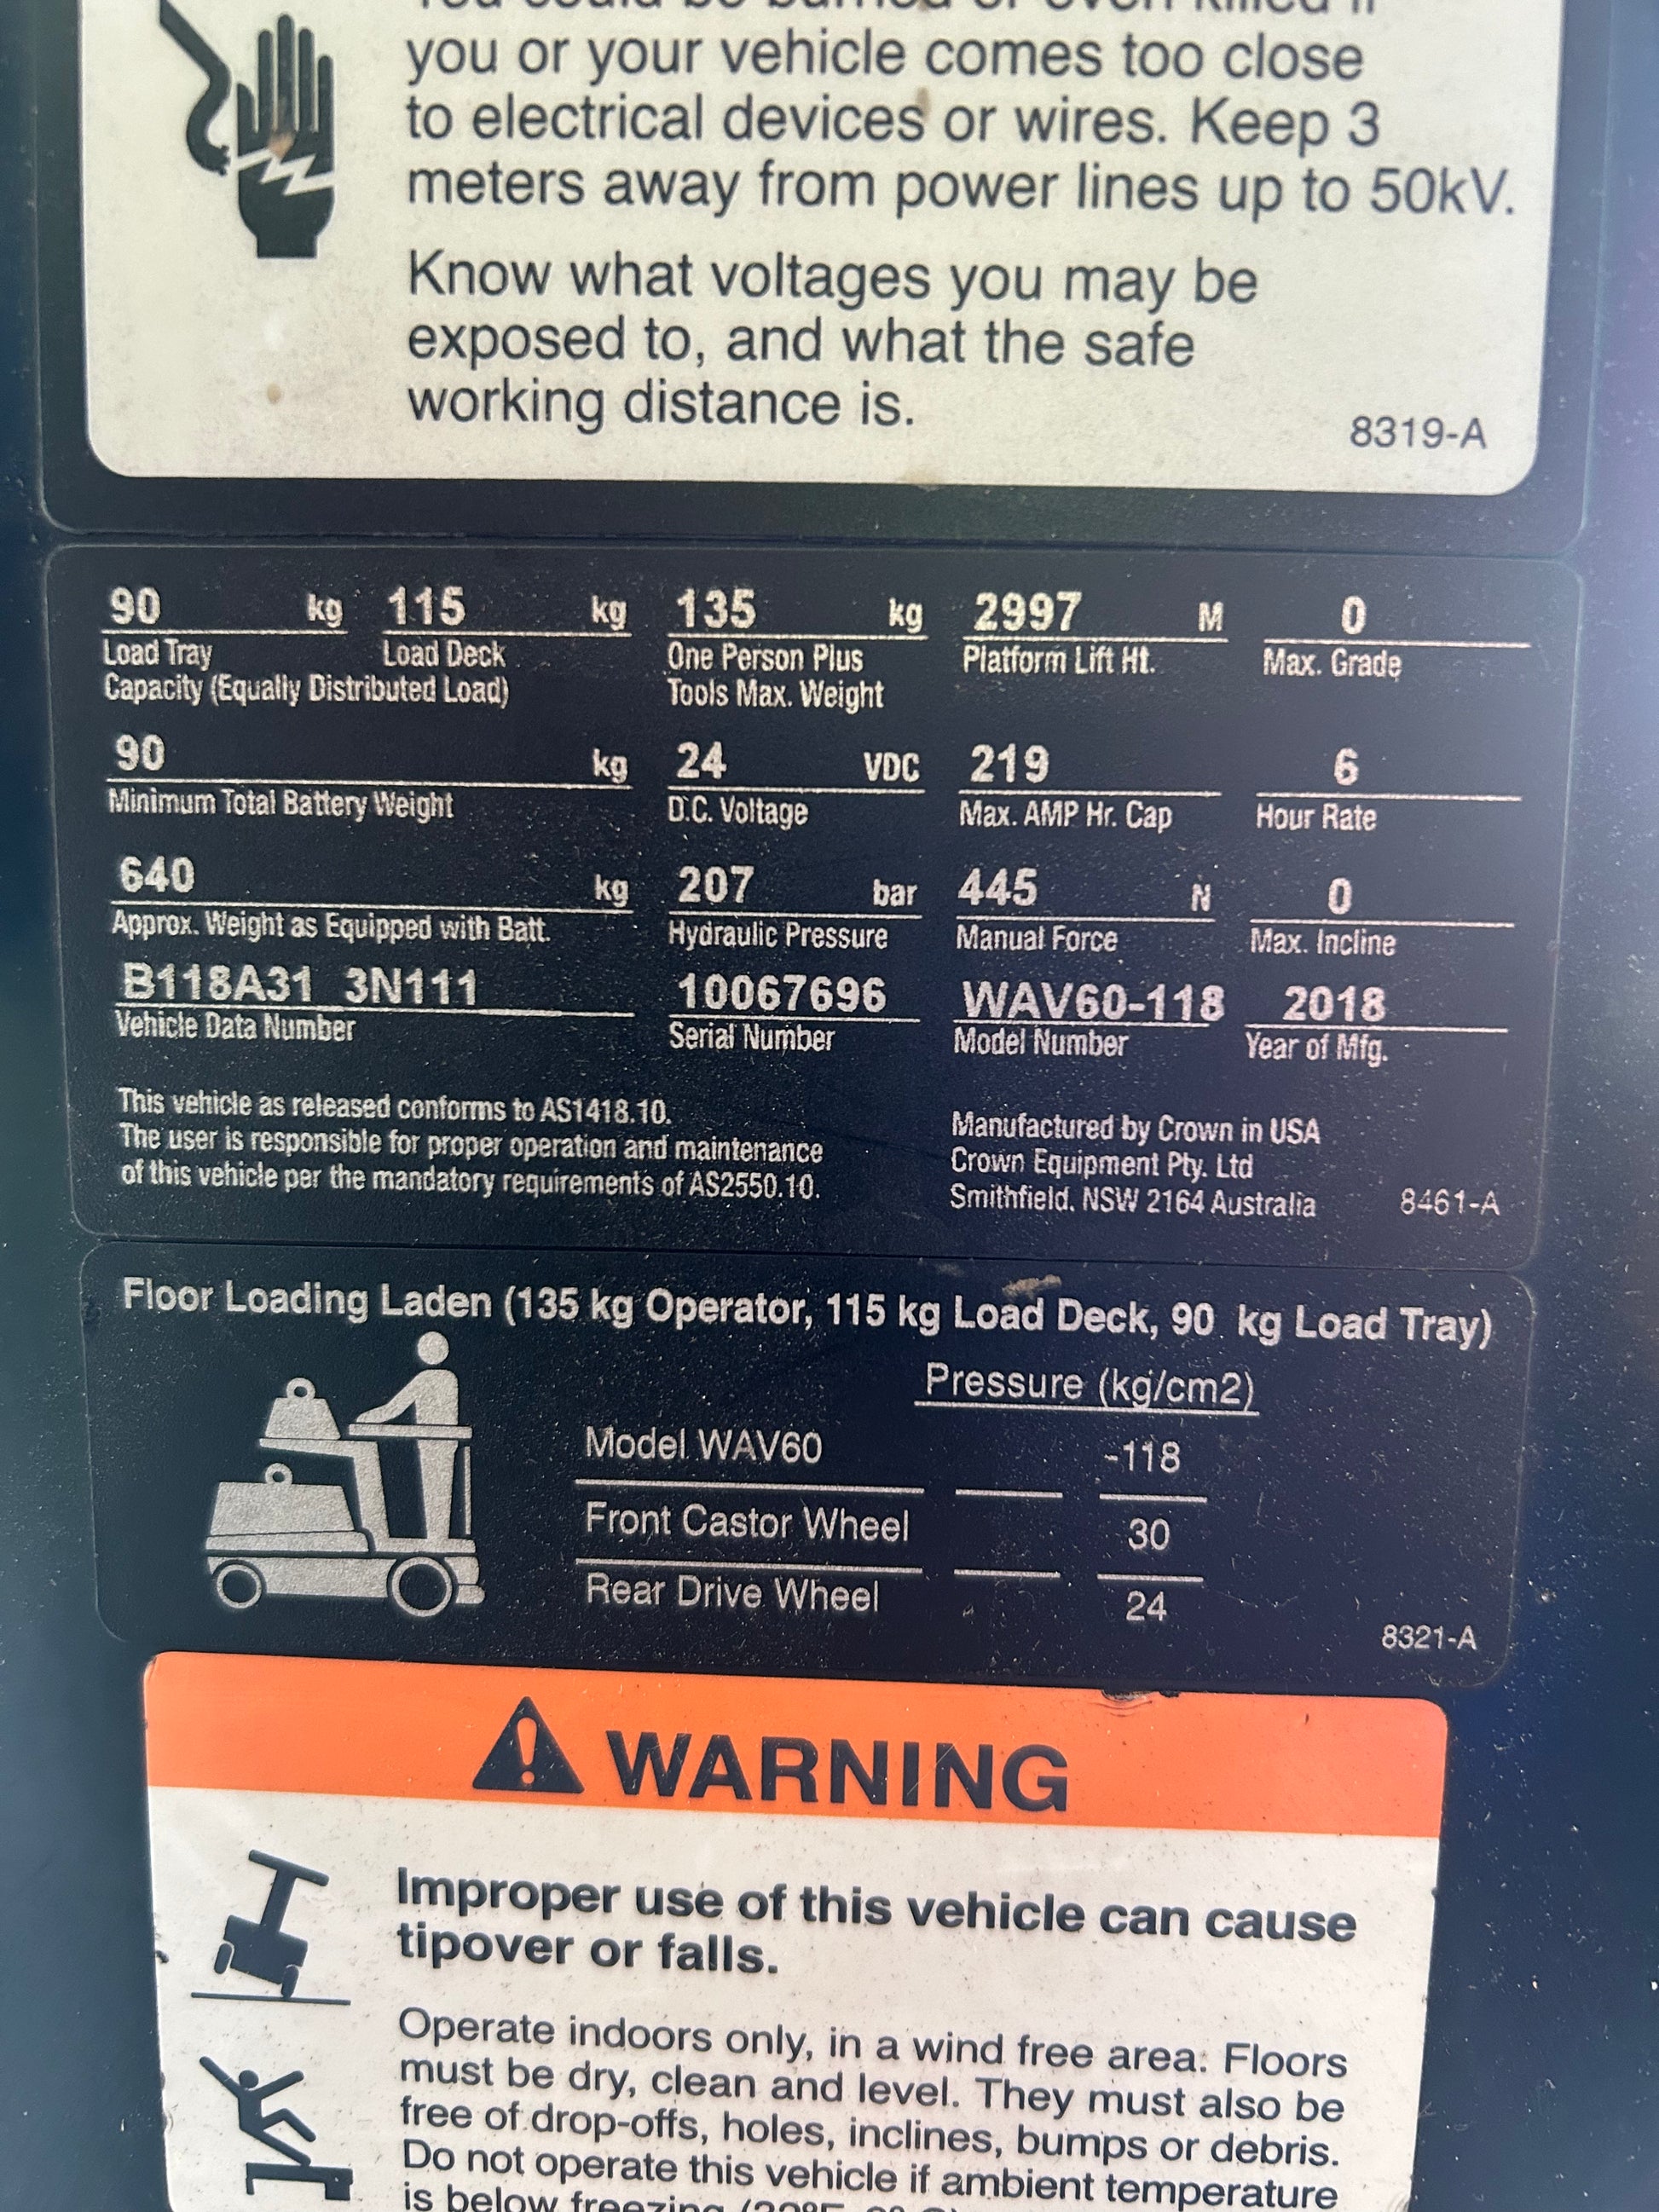 You could be burned or even killed if
you or your vehicle comes too close
to electrical devices or wires. Keep 3
meters away from power lines up to 50kV.
Know what voltages you may be
exposed to, and what the safe
working distance is.
8319-A
90 kg 115 kg 135 kg 2997 M 0
Load Tray Load Deck One Person Plus Platform Lift Ht. Max. Grade
Capacity (Equally Distributed Load) Tools Max. Weight
90 kg 24 VDC 219 6
Minimum Total Battery Weight D.C. Voltage Max. AMP Hr. Cap Hour Rate
640 kg 207 bar 445 N 0
Approx. Weight as Equipped with Batt. Hydraulic Pressure Manual Force Max. Incline
B118A31 3N111 10067696 WAV60-118 2018
Vehicle Data Number Serial Number Model Number Year of Mfg.
This vehicle as released conforms to AS1418.10.
The user is responsible for proper operation and maintenance
of this vehicle per the mandatory requirements of AS2550.10.
Manufactured by Crown in USA
Crown Equipment Pty. Ltd
Smithfield, NSW 2164 Australia
8461-A
Floor Loading Laden (135 kg Operator, 115 kg Load Deck, 90 kg Load Tray)
Pressure (kg/cm2)
Model WAV60 -118
Front Castor Wheel 30
Rear Drive Wheel 24
8321-A
WARNING
Improper use of this vehicle can cause
tipover or falls.
Operate indoors only, in a wind free area. Floors
must be dry, clean and level. They must also be
free of drop-offs, holes, inclines, bumps or debris.
Do not operate this vehicle if ambient temperature
is below freezing